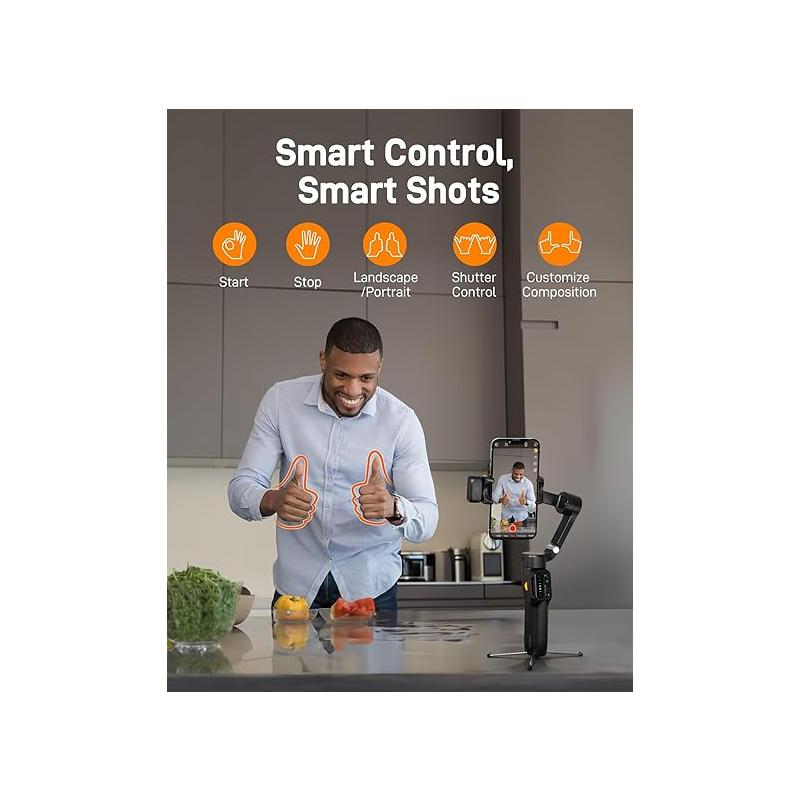 Smart Control,
Smart Shots
Start
Stop
Landscape
/Portrait
Shutter
Control
Customize
Composition